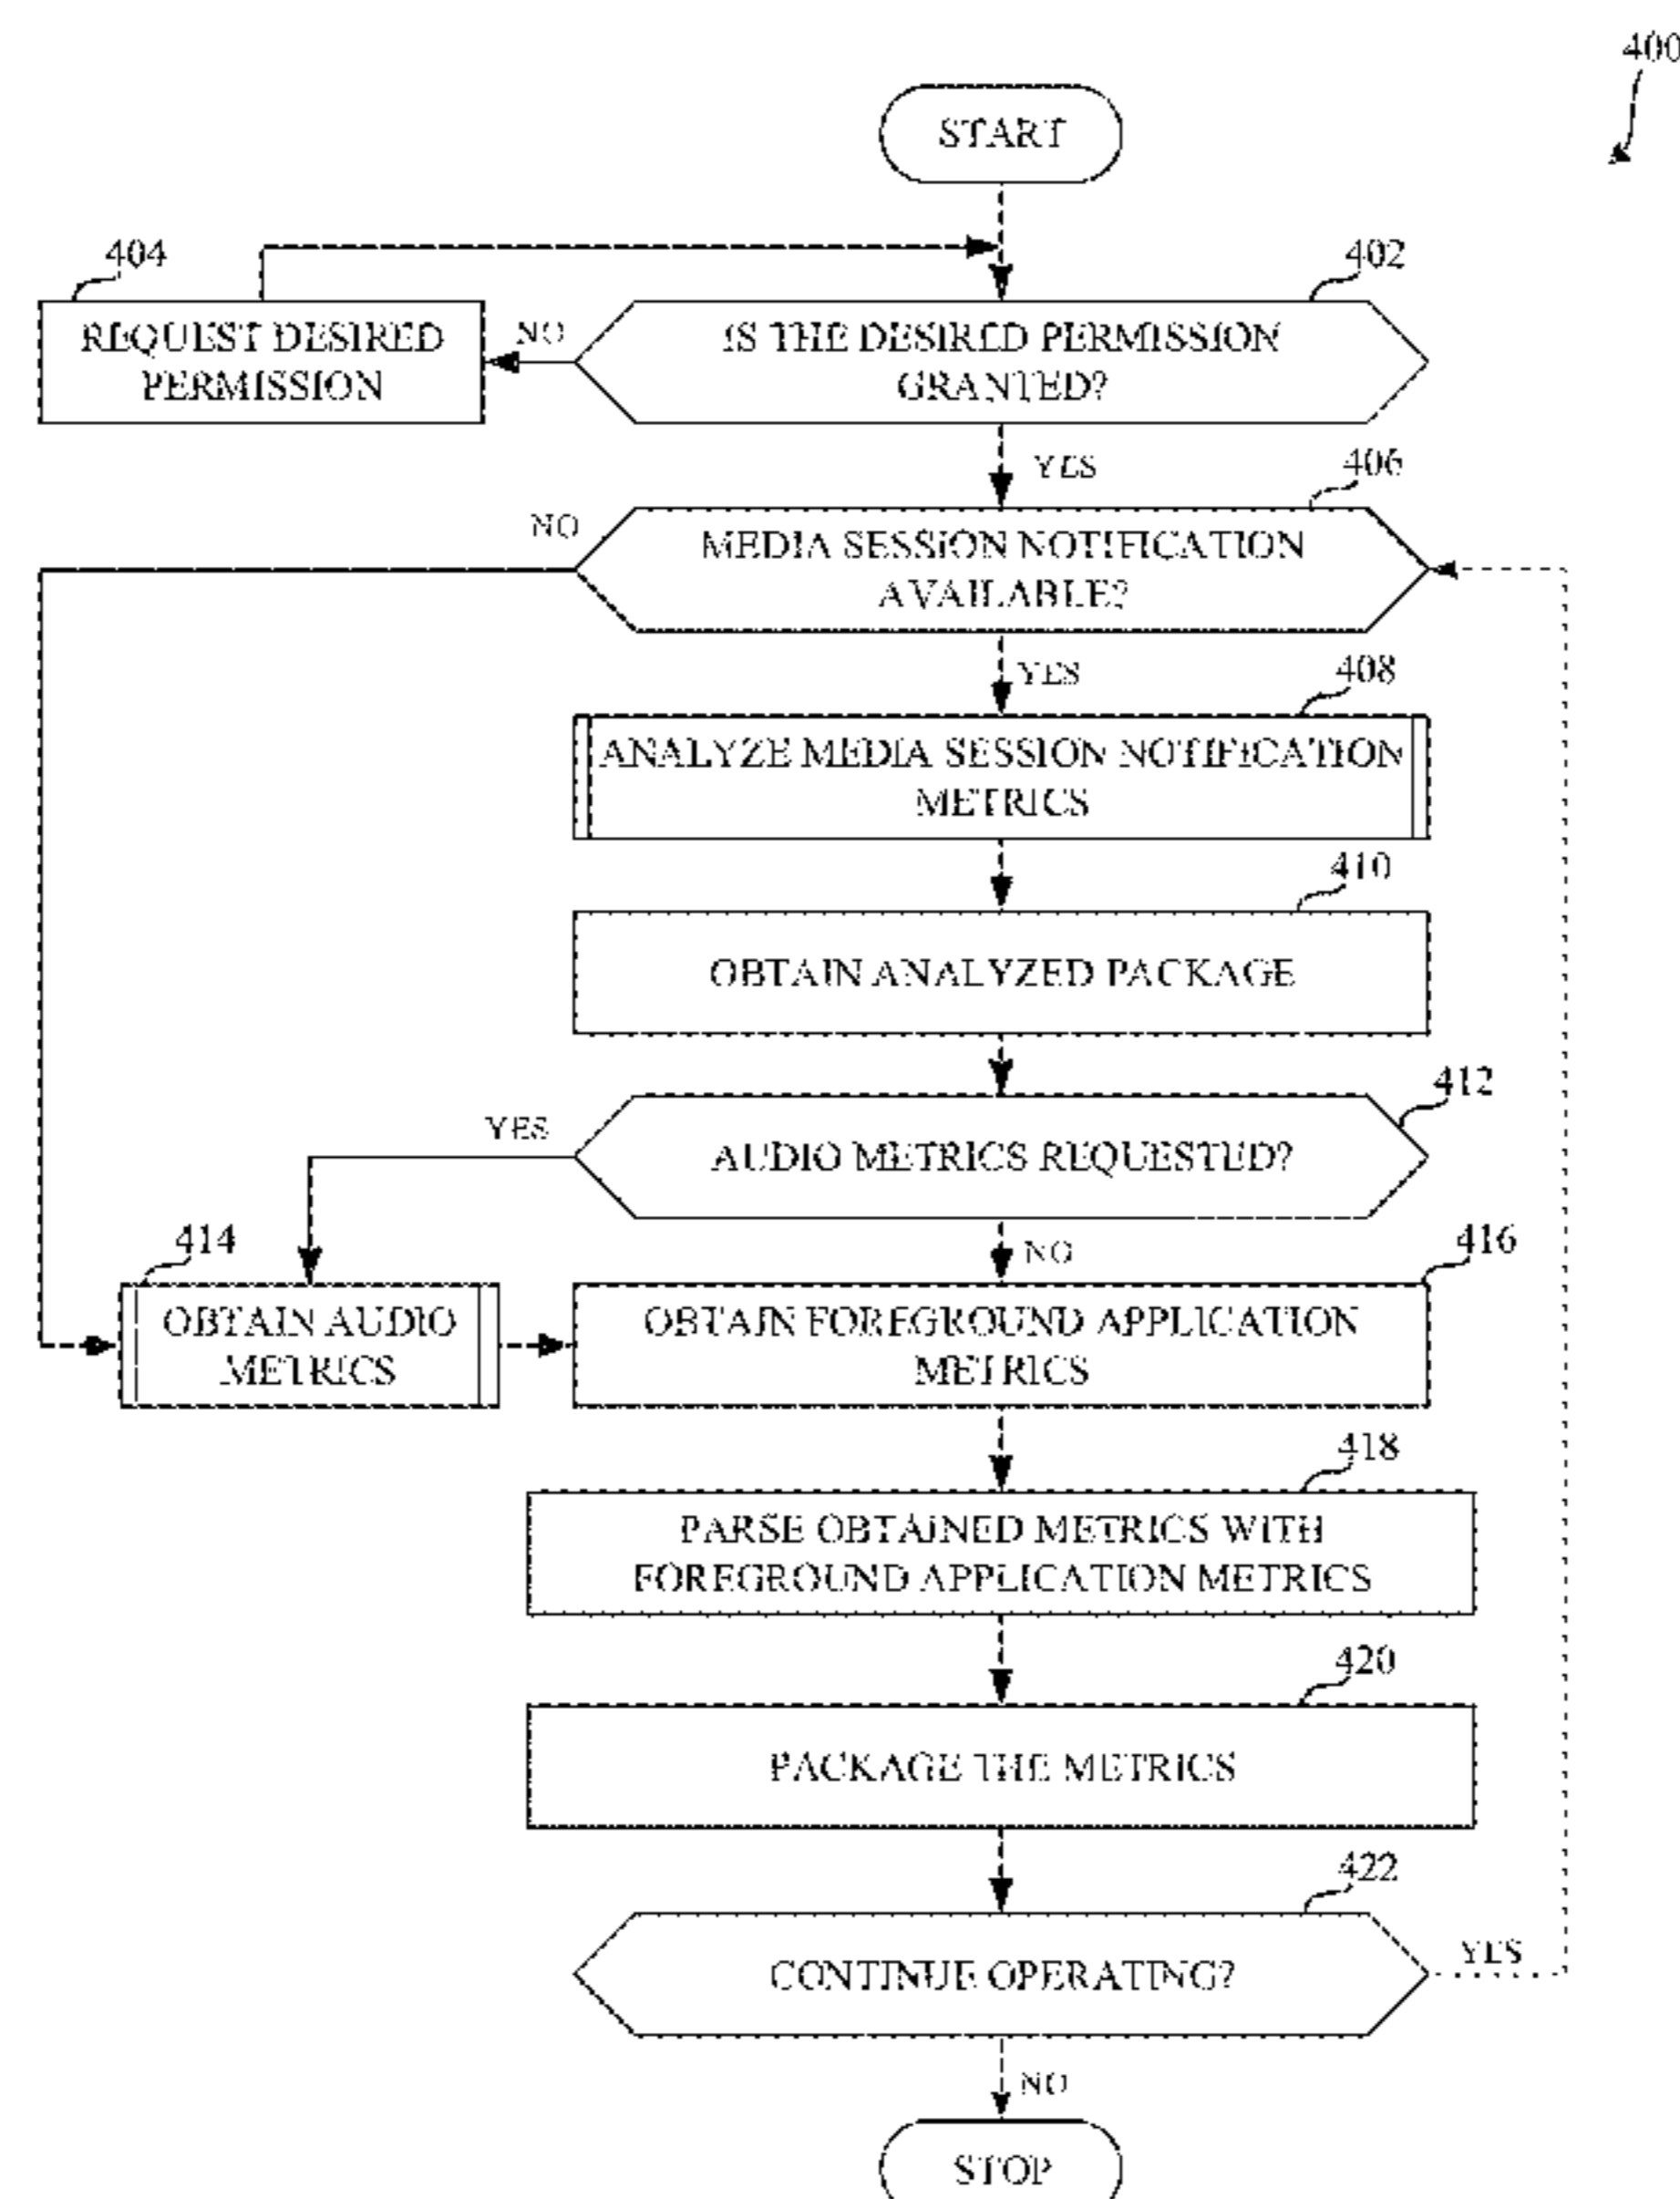 400
START
404
402
REQUEST DESIRED
PERMISSION
NO
IS THE DESIRED PERMISSION
GRANTED?
YES
406
NO
MEDIA SESSION NOTIFICATION
AVAILABLE?
YES
408
ANALYZE MEDIA SESSION NOTIFICATION
METRICS
410
OBTAIN ANALYZED PACKAGE
412
YES
AUDIO METRICS REQUESTED?
414
NO
416
OBTAIN AUDIO
METRICS
OBTAIN FOREGROUND APPLICATION
METRICS
418
PARSE OBTAINED METRICS WITH
FOREGROUND APPLICATION METRICS
420
PACKAGE THE METRICS
422
CONTINUE OPERATING?
YES
NO
STOP